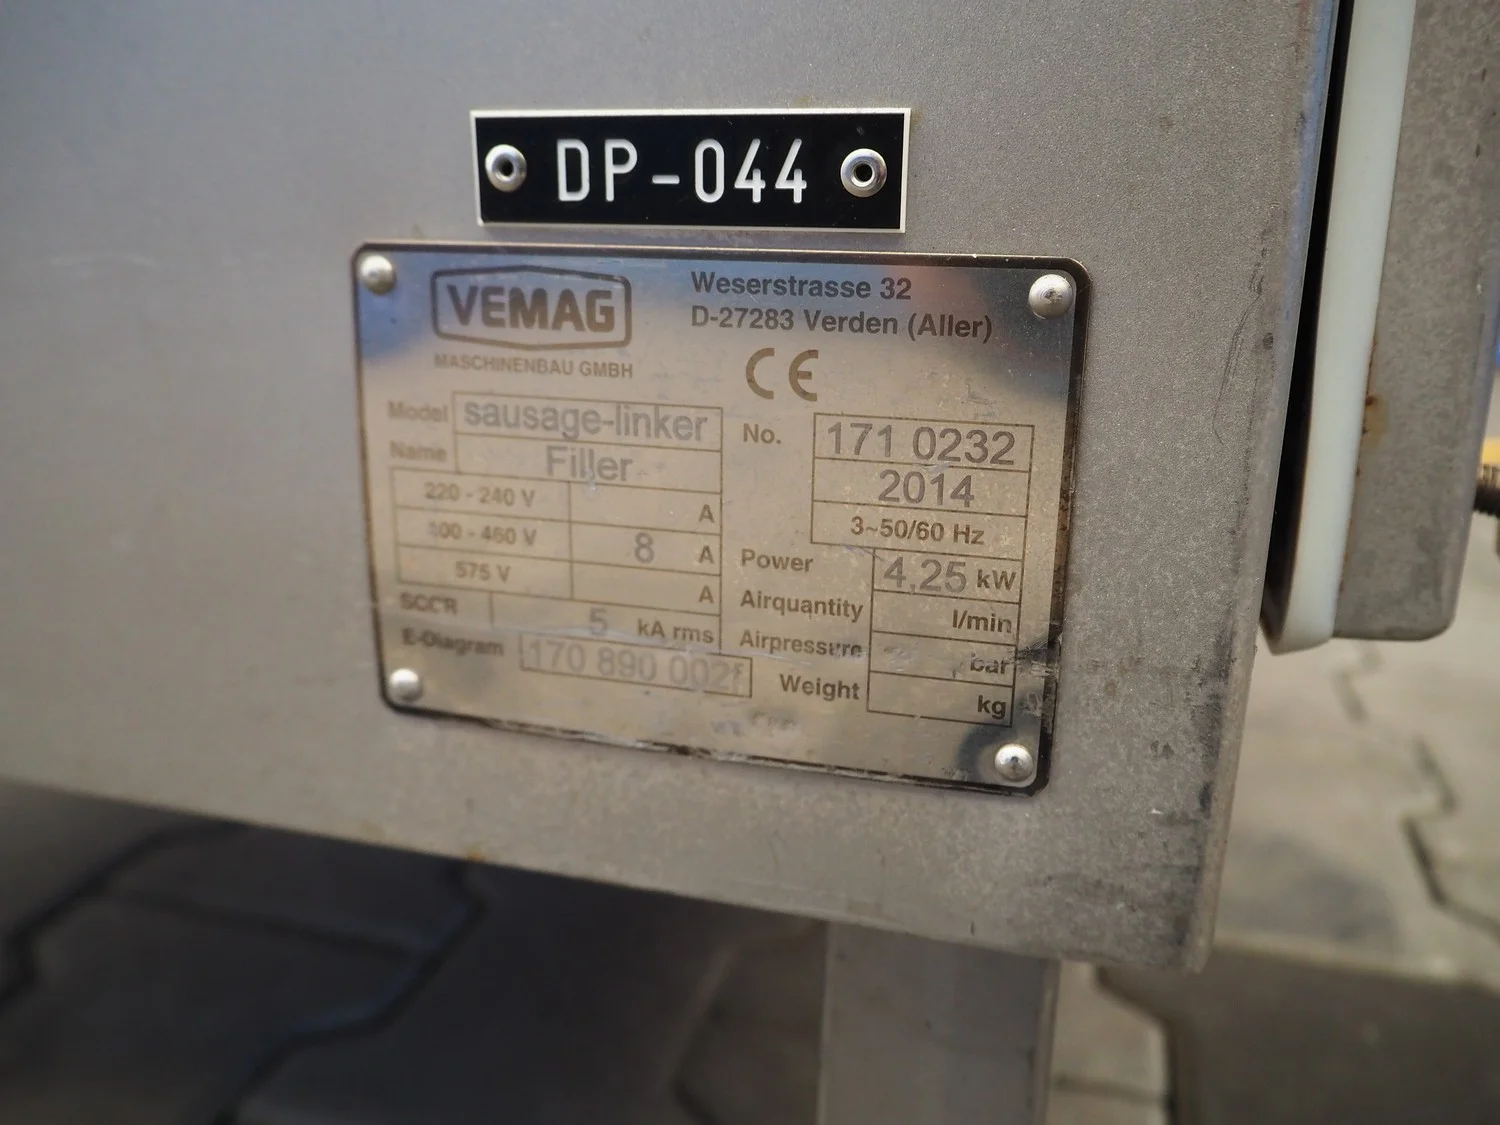 DP-044
VEMAG
MASCHINENBAU GMBH
Weserstrasse 32
D-27283 Verden (Aller)
CE
Model sausage-linker
Name Filler
220 - 240 V A
400 - 460 V 8 A
575 V A
SCCR 5 kA rms
E-Diagram 170 890 002f
No. 171 0232
2014
3~50/60 Hz
Power 4,25 kW
Airquantity l/min
Airpressure bar
Weight kg